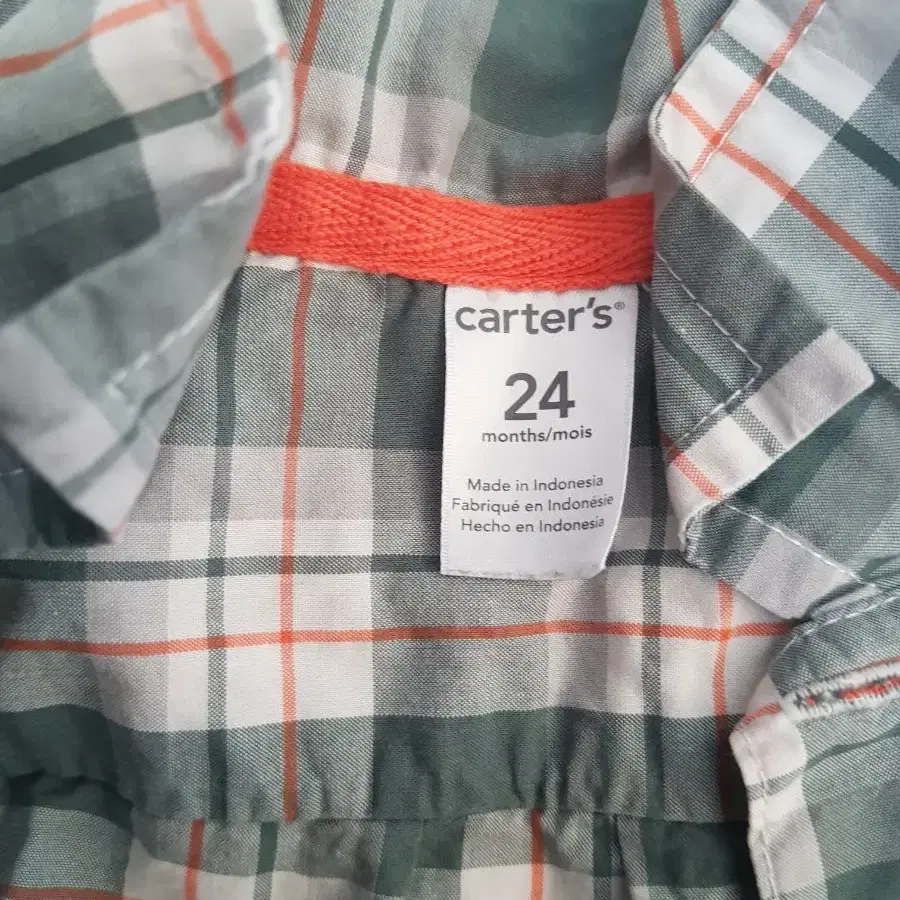 carter's®
24
months/mois
Made in Indonesia
Fabriqué en Indonésie
Hecho en Indonesia